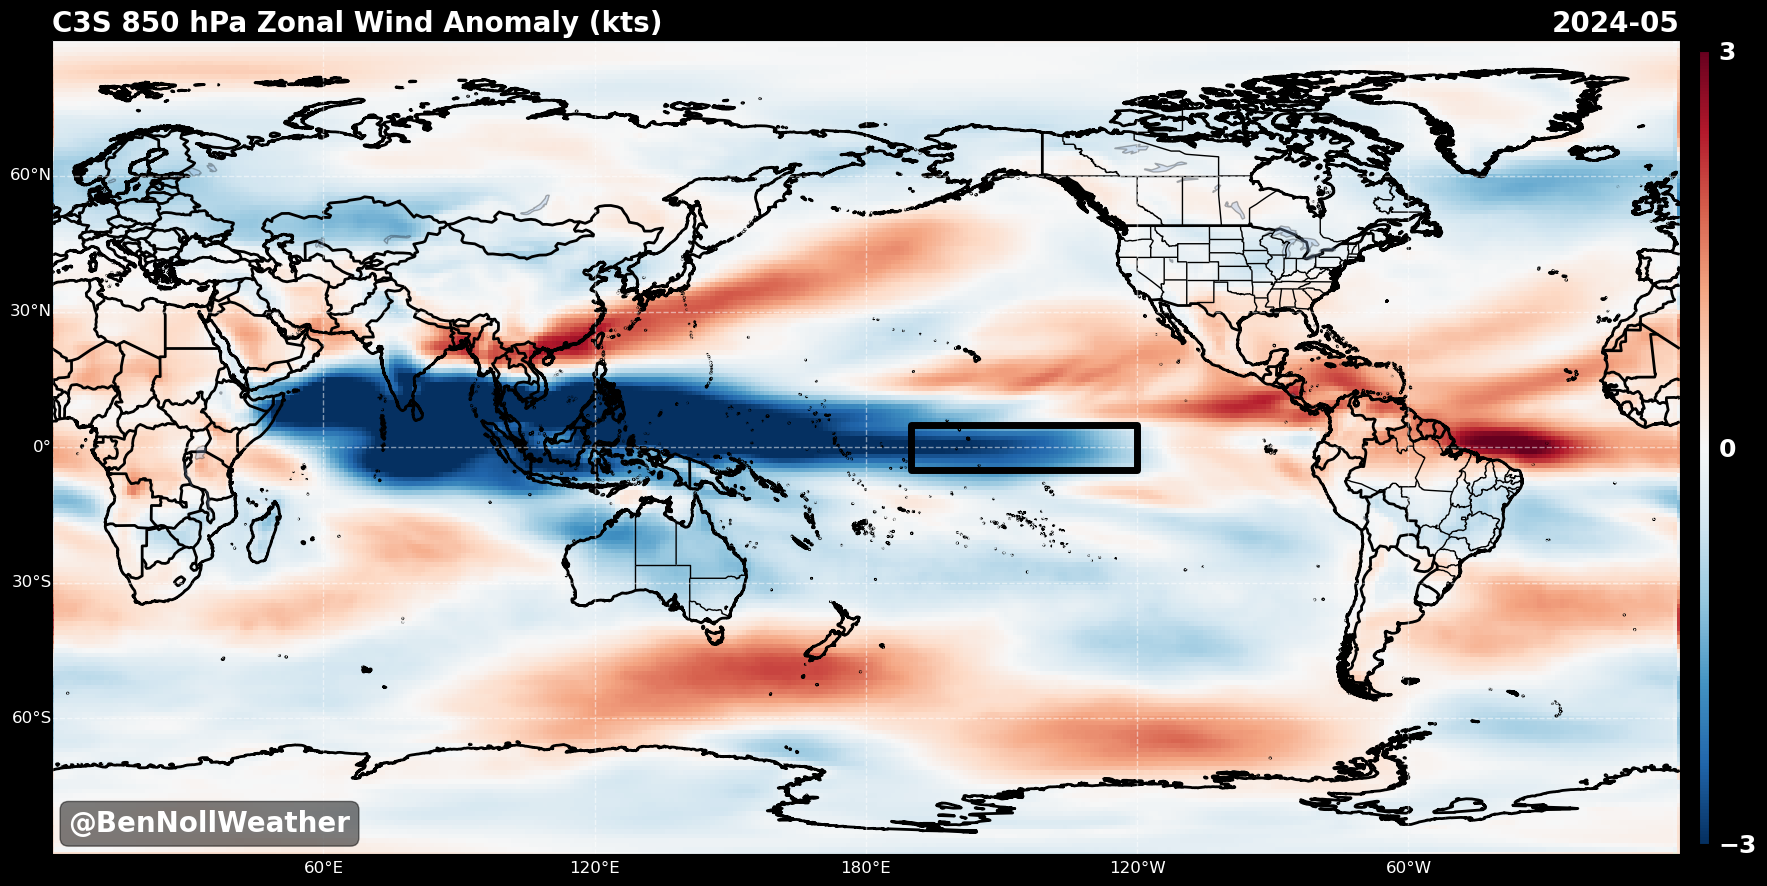 C3S 850 hPa Zonal Wind Anomaly (kts)
2024-05
3
60°N
30°N
0°
0
30°S
60°S
−3
@BenNollWeather
60°E
120°E
180°E
120°W
60°W